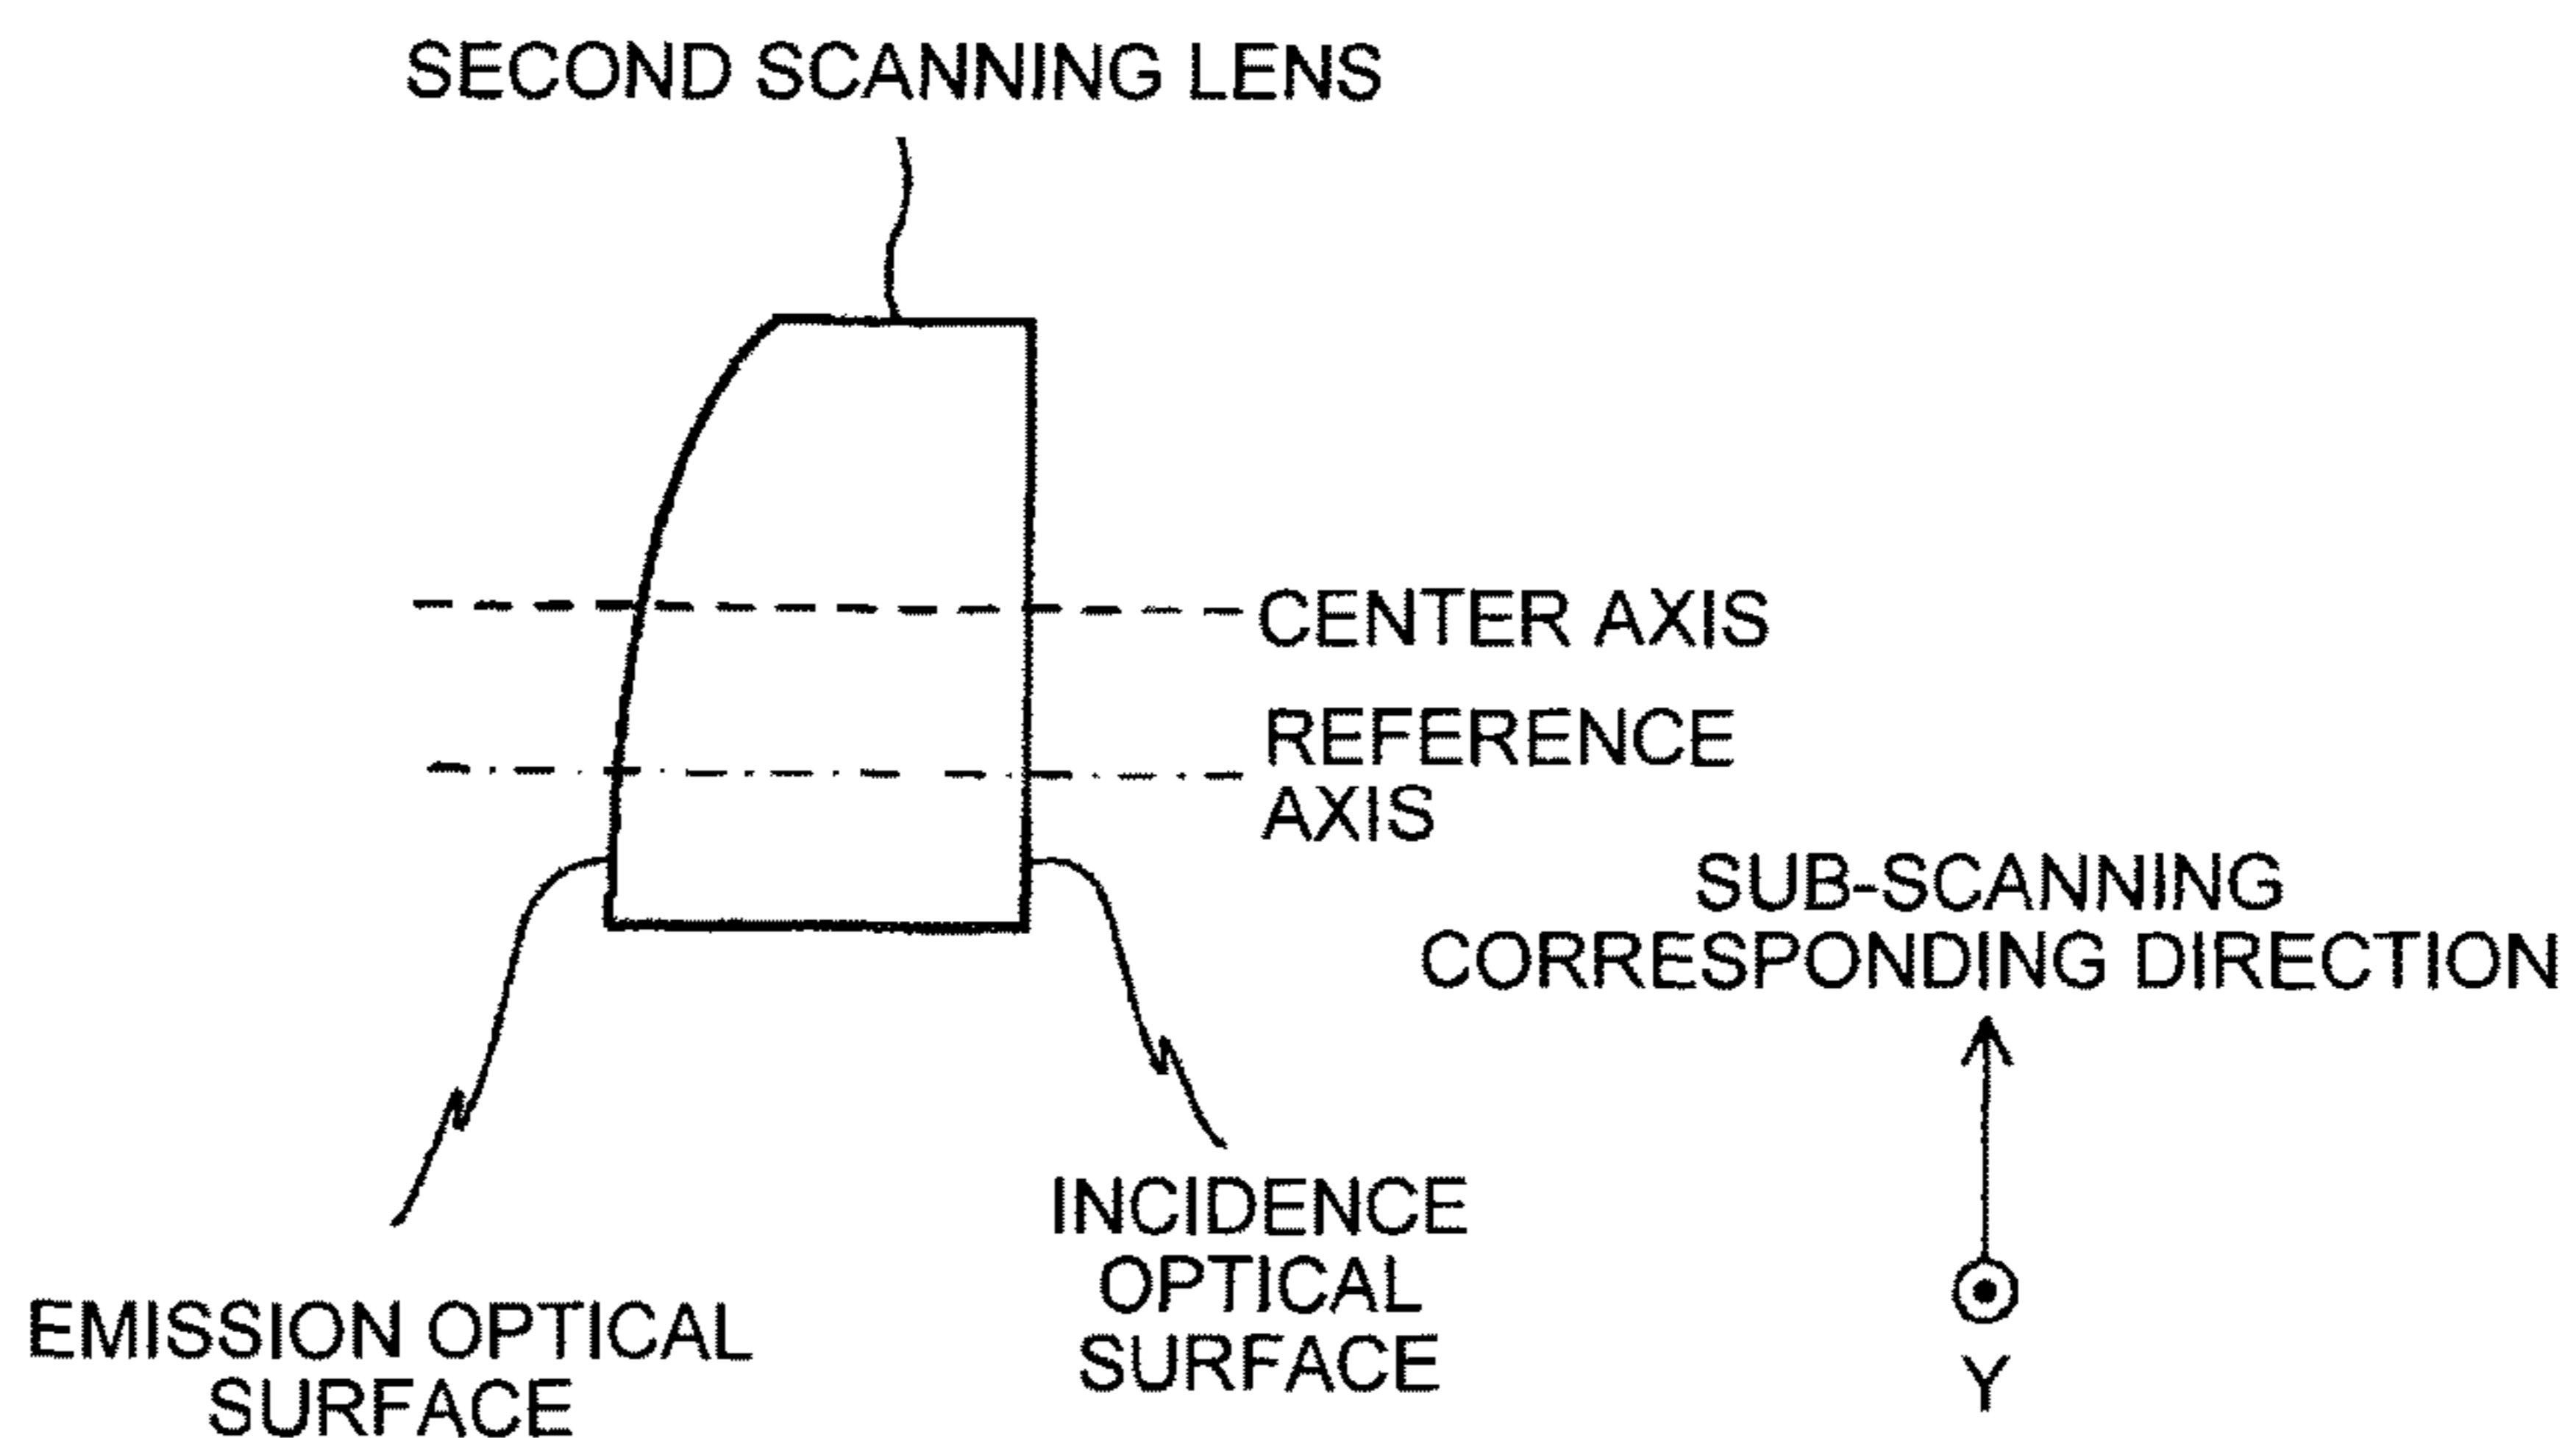 SECOND SCANNING LENS
CENTER AXIS
REFERENCE
AXIS
SUB-SCANNING
CORRESPONDING DIRECTION
INCIDENCE
OPTICAL
SURFACE
EMISSION OPTICAL
SURFACE
Y